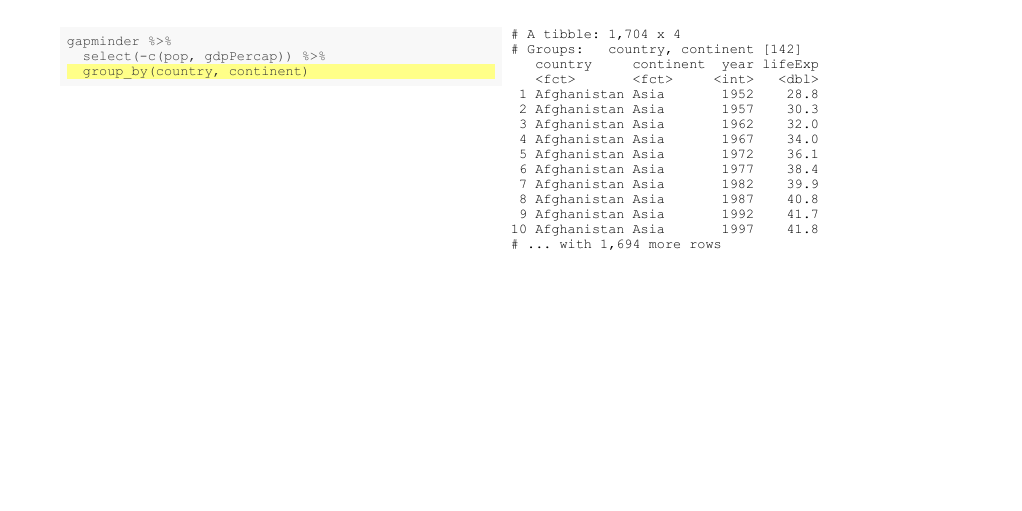 gapminder %>%
  select(-c(pop, gdpPercap)) %>%
  group_by(country, continent)
# A tibble: 1,704 x 4
# Groups:   country, continent [142]
   country     continent  year lifeExp
   <fct>       <fct>     <int>   <dbl>
 1 Afghanistan Asia       1952    28.8
 2 Afghanistan Asia       1957    30.3
 3 Afghanistan Asia       1962    32.0
 4 Afghanistan Asia       1967    34.0
 5 Afghanistan Asia       1972    36.1
 6 Afghanistan Asia       1977    38.4
 7 Afghanistan Asia       1982    39.9
 8 Afghanistan Asia       1987    40.8
 9 Afghanistan Asia       1992    41.7
10 Afghanistan Asia       1997    41.8
# ... with 1,694 more rows